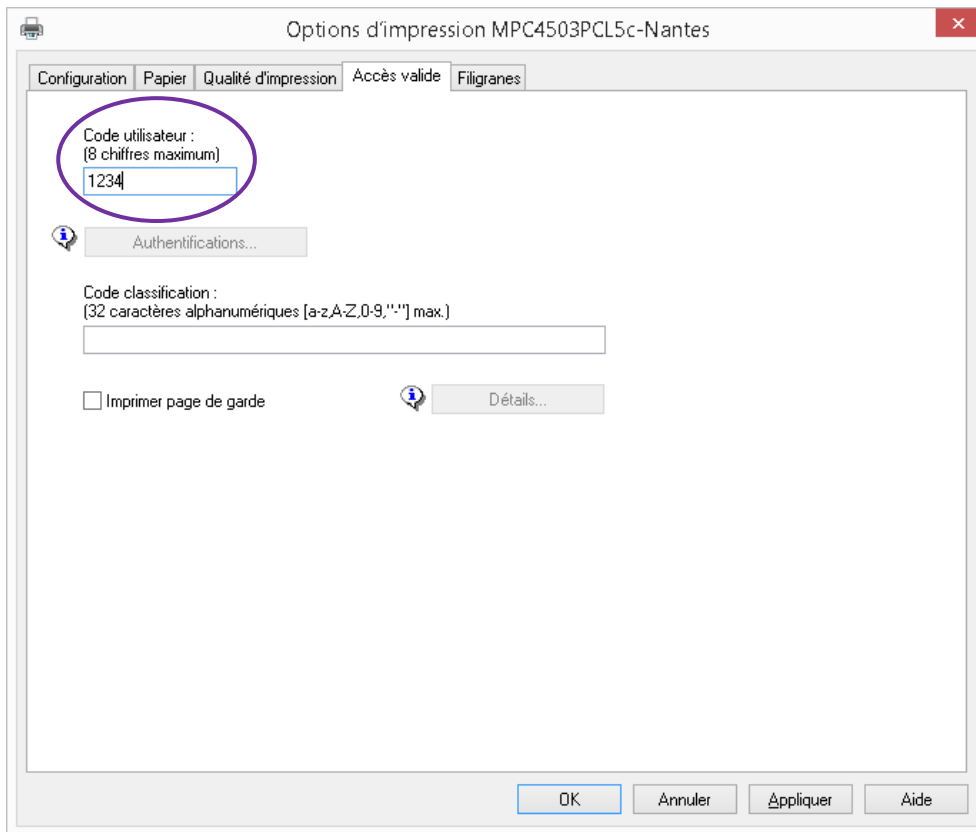 Options d'impression MPC4503PCL5c-Nantes
Configuration Papier Qualité d'impression Accès valide Filigranes
Code utilisateur :
(8 chiffres maximum)
1234
Authentifications...
Code classification :
(32 caractères alphanumériques [a-z,A-Z,0-9,"-"] max.)
Imprimer page de garde Détails...
OK Annuler Appliquer Aide